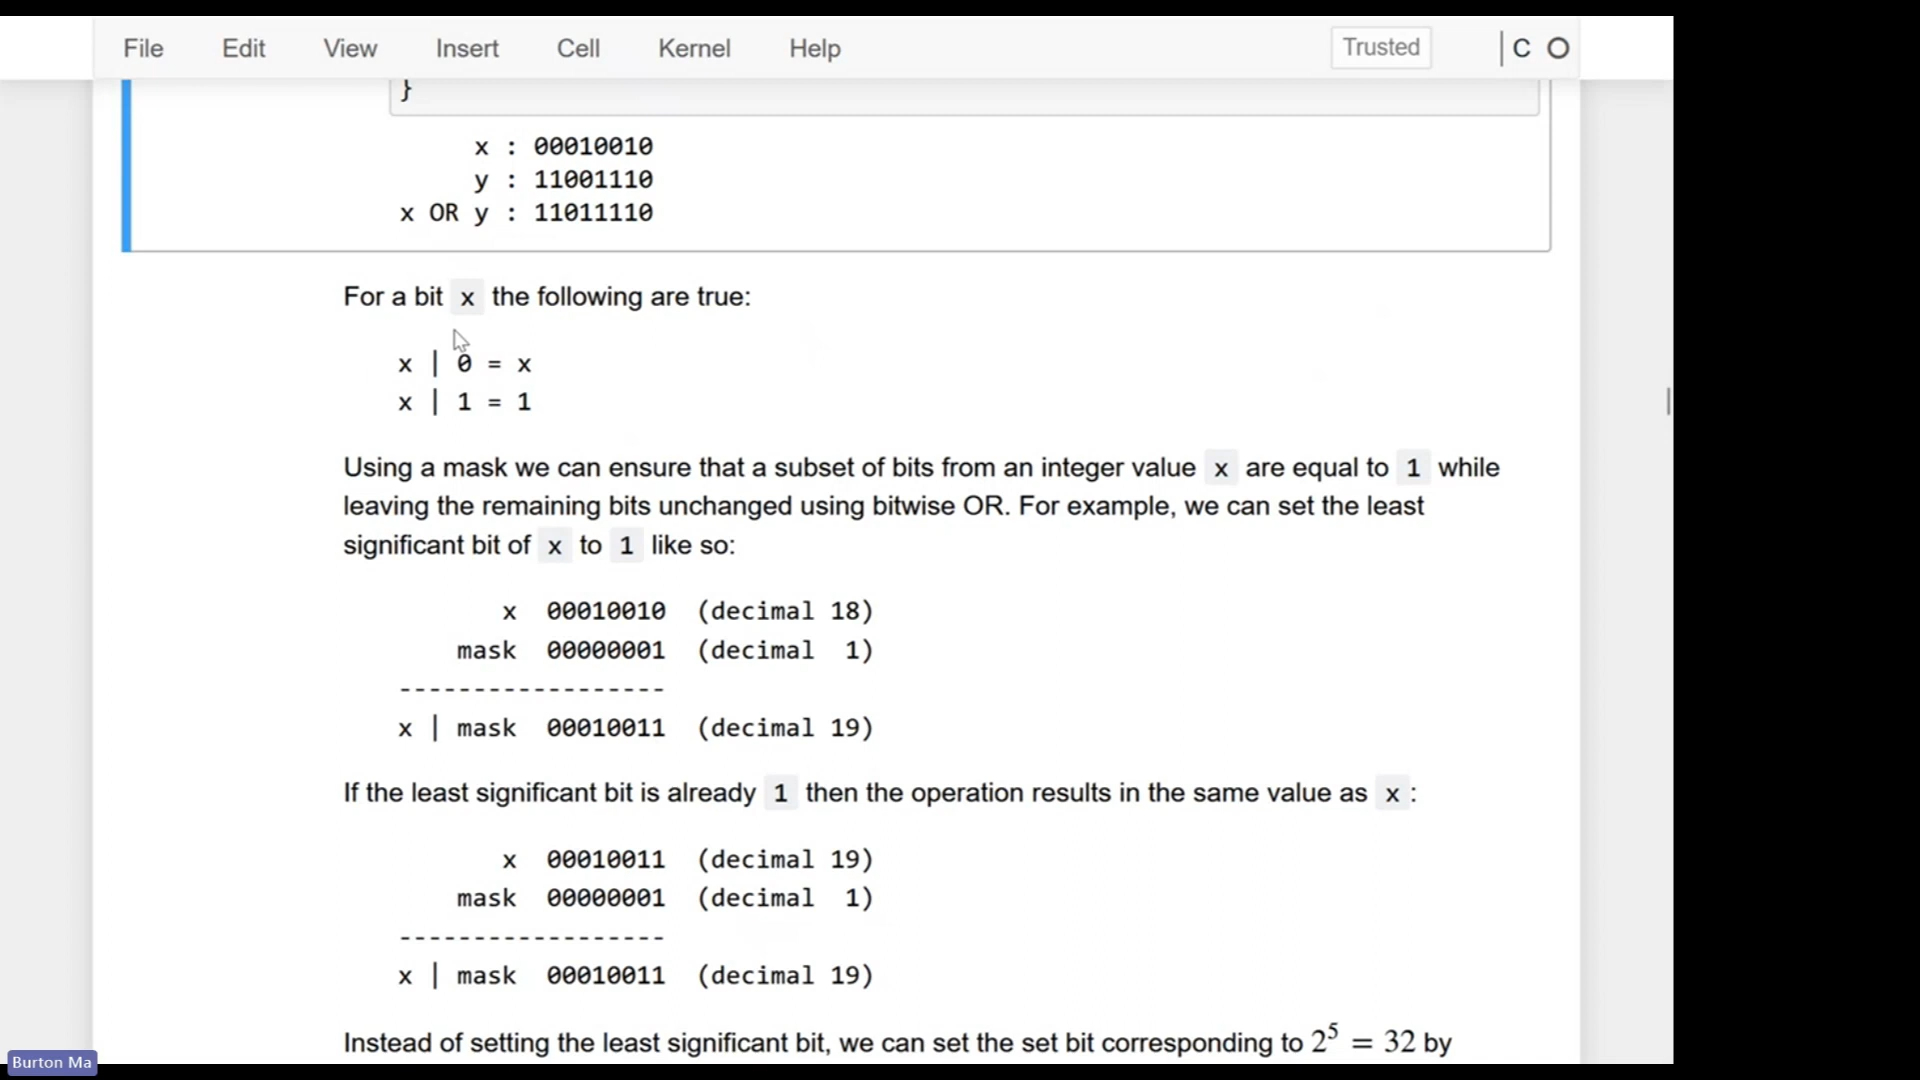 File Edit View Insert Cell Kernel Help Trusted | C
}
x : 00010010
y : 11001110
x OR y : 11011110
For a bit x the following are true:
x | 0 = x
x | 1 = 1
Using a mask we can ensure that a subset of bits from an integer value x are equal to 1 while
leaving the remaining bits unchanged using bitwise OR. For example, we can set the least
significant bit of x to 1 like so:
x 00010010 (decimal 18)
mask 00000001 (decimal 1)
------------------
x | mask 00010011 (decimal 19)
If the least significant bit is already 1 then the operation results in the same value as x:
x 00010011 (decimal 19)
mask 00000001 (decimal 1)
------------------
x | mask 00010011 (decimal 19)
Instead of setting the least significant bit, we can set the set bit corresponding to 2⁵ = 32 by
Burton Ma